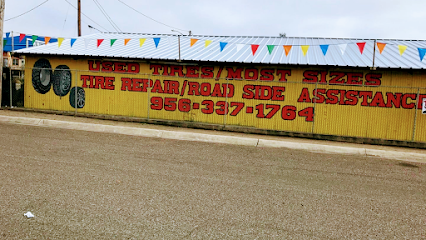 USED TIRES/MOST SIZES
TIRE REPAIR/ROAD SIDE ASSISTANCE
956-337-1764